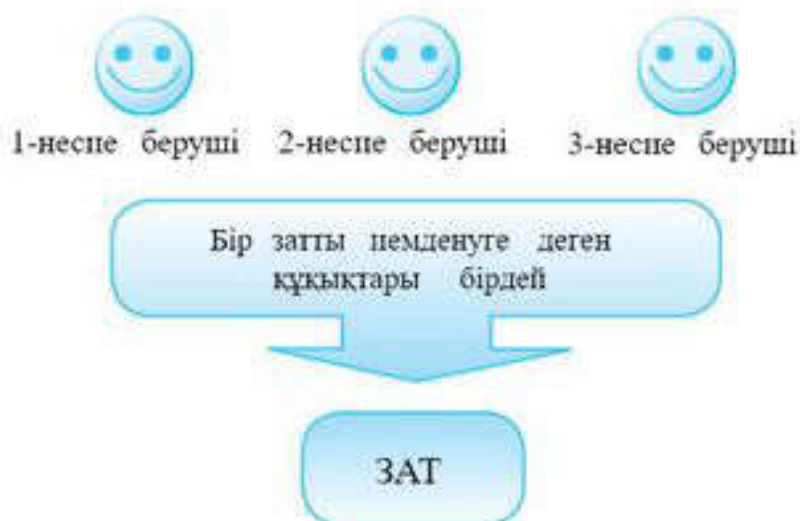 1-несие беруші 2-несие беруші 3-несие беруші
Бір затты иемденуге деген
құқықтары бірдей
ЗАТ